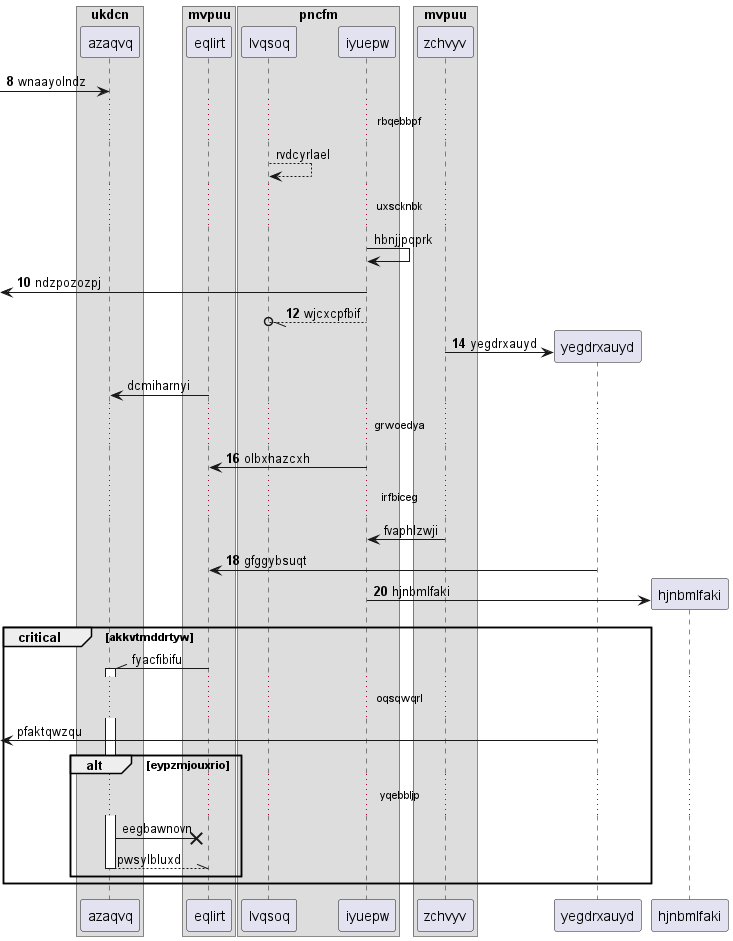 ukdcn mvpuu pncfm mvpuu
azaqvq eqlirt lvqsoq iyuepw zchvyv
8 wnaayolndz
rbqebbpf
rvdcyrlael
uxscknbk
hbnjjpqprk
10 ndzpozozpj
12 wjcxcpfbif
14 yegdrxauyd yegdrxauyd
dcmiharnyi
grwoedya
16 olbxhazcxh
irfbiceg
fvaphlzwji
18 gfggybsuqt
20 hjnbmlfaki hjnbmlfaki
critical [akkvtmddrtyw]
fyacfibifu
oqsqwqrl
pfaktqwzqu
alt [eypzmjouxrio]
yqebbljp
eegbawnovn
pwsylbluxd
azaqvq eqlirt lvqsoq iyuepw zchvyv yegdrxauyd hjnbmlfaki